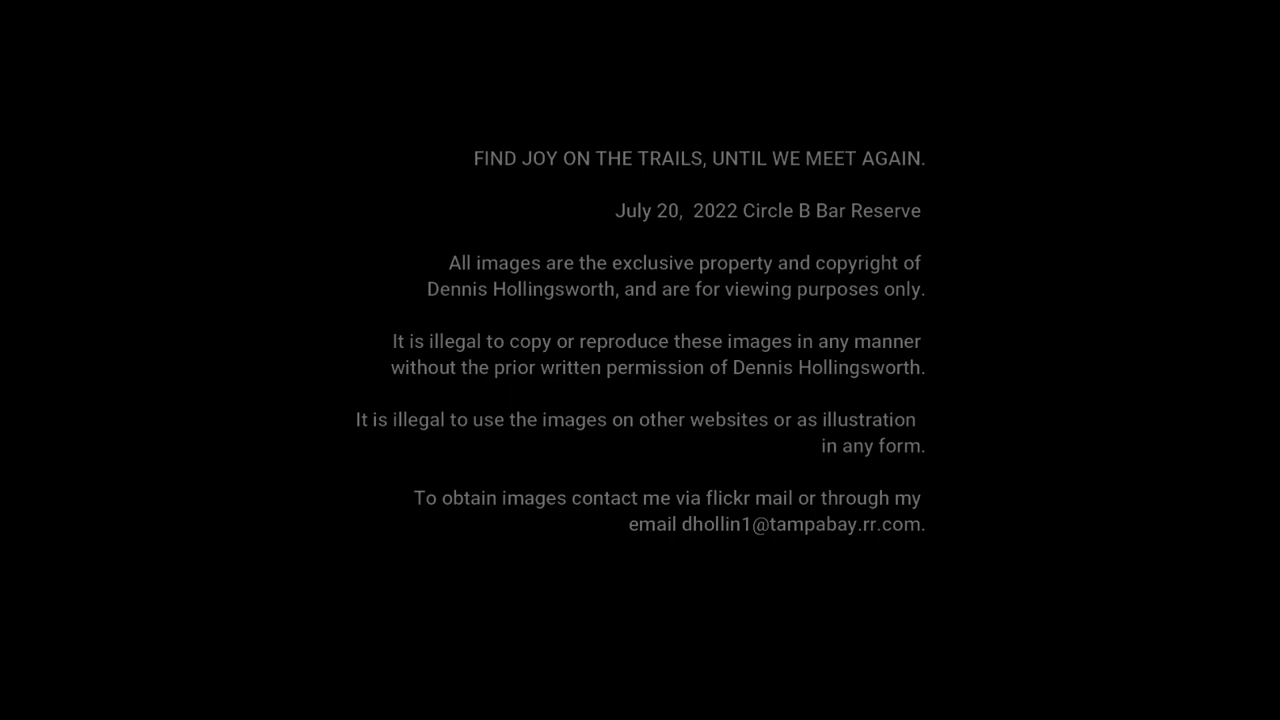 FIND JOY ON THE TRAILS, UNTIL WE MEET AGAIN.
July 20,  2022 Circle B Bar Reserve
All images are the exclusive property and copyright of
Dennis Hollingsworth, and are for viewing purposes only.
It is illegal to copy or reproduce these images in any manner
without the prior written permission of Dennis Hollingsworth.
It is illegal to use the images on other websites or as illustration
in any form.
To obtain images contact me via flickr mail or through my
email dhollin1@tampabay.rr.com.